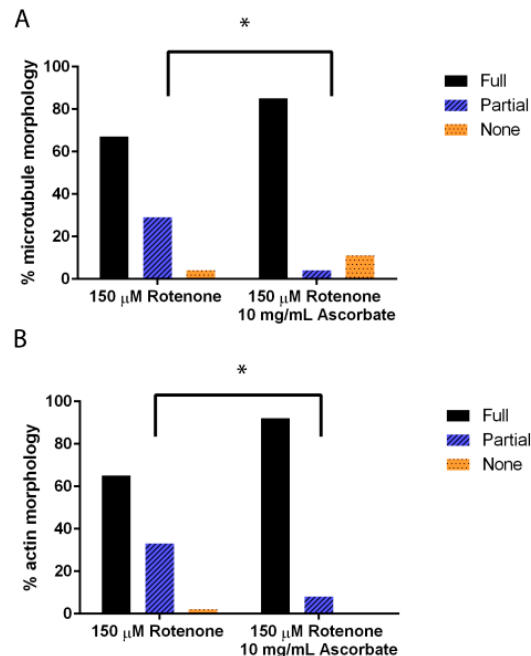 A
*
% microtubule morphology
100
80
60
40
20
0
150 μM Rotenone
150 μM Rotenone
10 mg/mL Ascorbate
Full
Partial
None
B
*
% actin morphology
100
80
60
40
20
0
150 μM Rotenone
150 μM Rotenone
10 mg/mL Ascorbate
Full
Partial
None